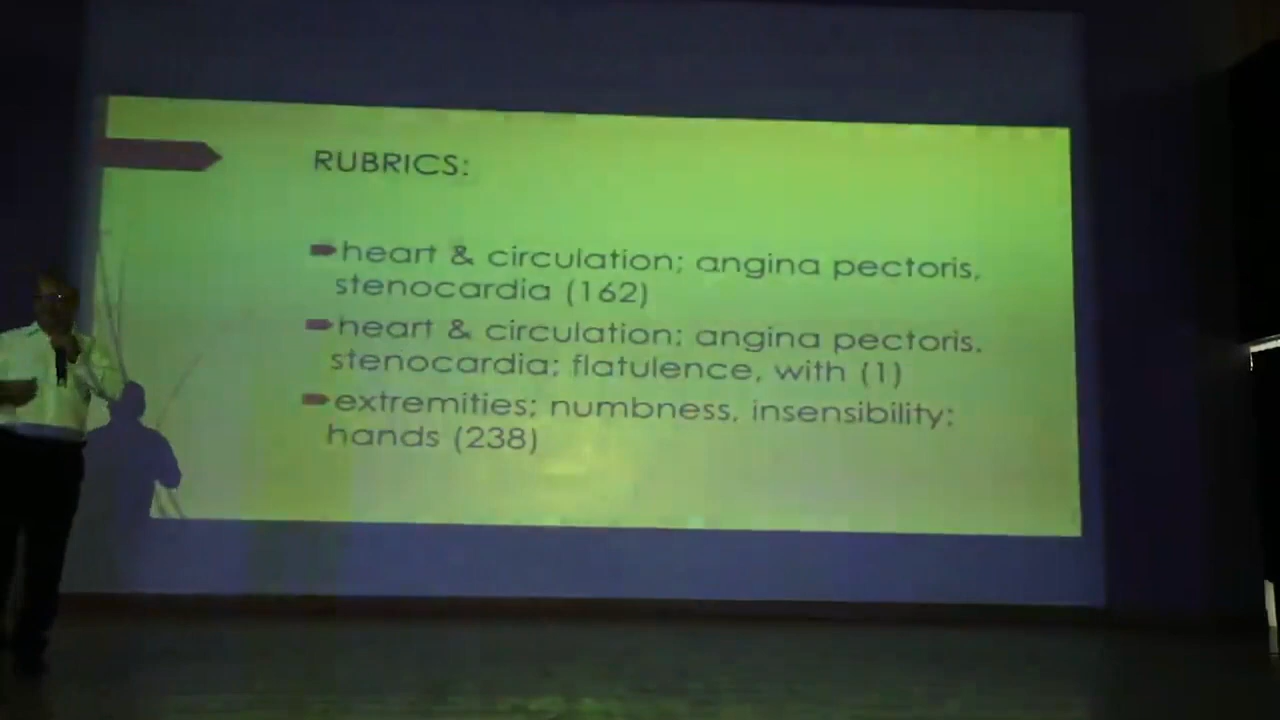 RUBRICS:
heart & circulation; angina pectoris,
stenocardia (162)
heart & circulation; angina pectoris,
stenocardia; flatulence, with (1)
extremities; numbness, insensibility;
hands (238)